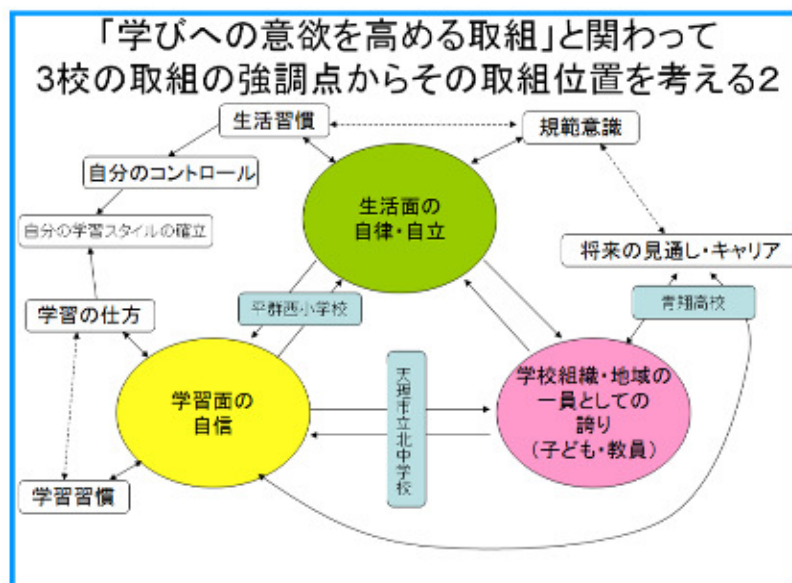 「学びへの意欲を高める取組」と関わって
3校の取組の強調点からその取組位置を考える2
生活習慣
規範意識
自分のコントロール
生活面の
自律・自立
自分の学習スタイルの確立
将来の見通し・キャリア
平群西小学校
青翔高校
学習の仕方
学習面の
自信
天理市立北中学校
学校組織・地域の
一員としての
誇り
(子ども・教員)
学習習慣